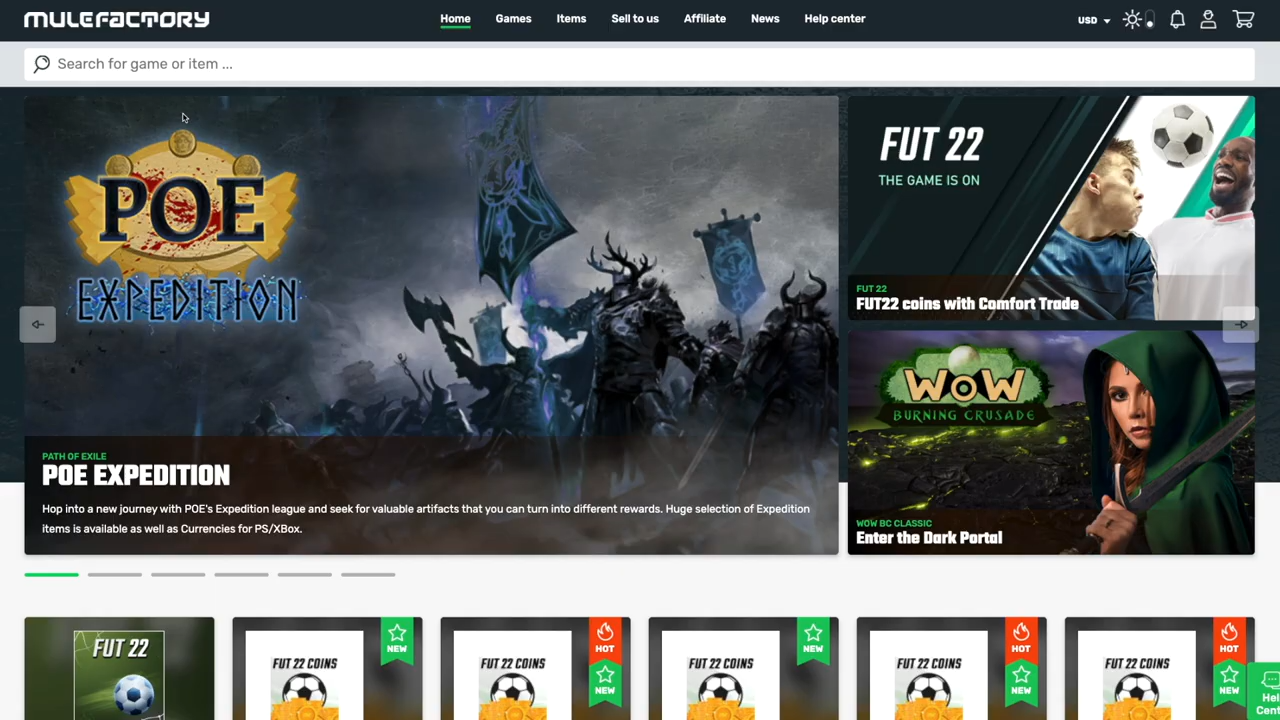 MULEFACTORY
Home
Games
Items
Sell to us
Affiliate
News
Help center
USD
Search for game or item ...
POE
EXPEDITION
PATH OF EXILE
POE EXPEDITION
Hop into a new journey with POE's Expedition league and seek for valuable artifacts that you can turn into different rewards. Huge selection of Expedition
items is available as well as Currencies for PS/XBox.
FUT 22
THE GAME IS ON
FUT 22
FUT22 coins with Comfort Trade
WOW
BURNING CRUSADE
WOW BC CLASSIC
Enter the Dark Portal
FUT 22
NEW
FUT 22 COINS
HOT
NEW
FUT 22 COINS
NEW
FUT 22 COINS
HOT
NEW
FUT 22 COINS
HOT
NEW
FUT 22 COINS